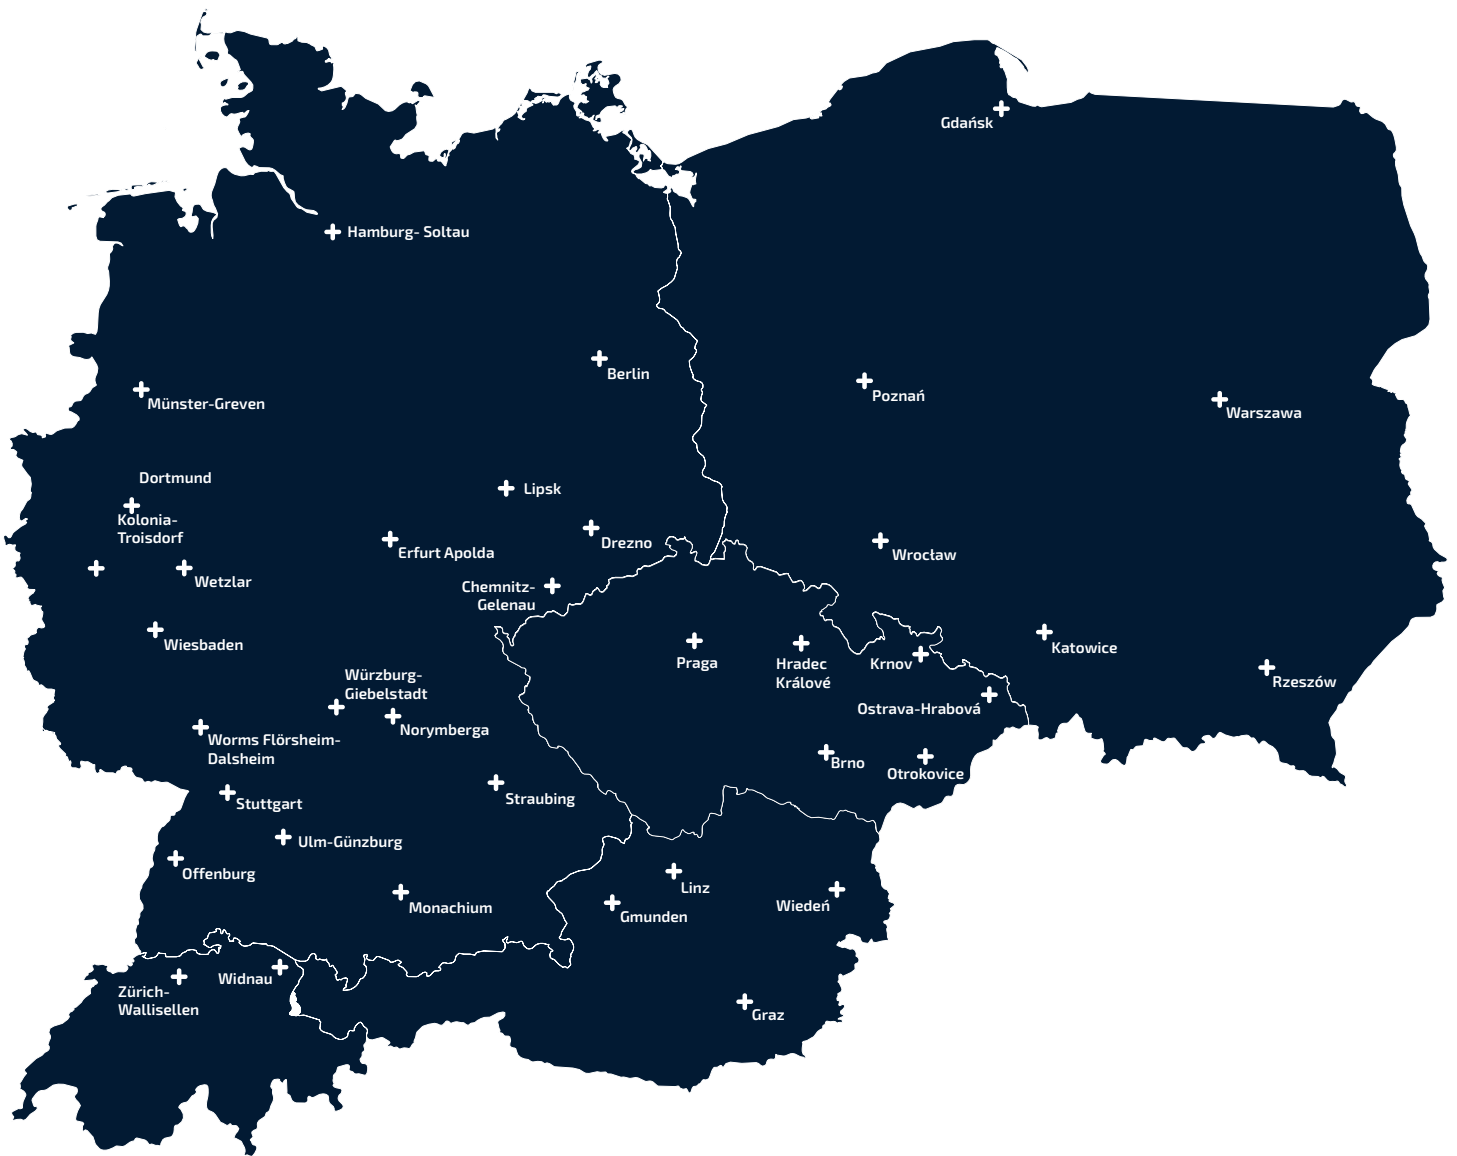 Gdańsk
Hamburg- Soltau
Berlin
Poznań
Münster-Greven
Warszawa
Dortmund
Lipsk
Kolonia-
Troisdorf
Drezno
Erfurt Apolda
Wrocław
Wetzlar
Chemnitz-
Gelenau
Wiesbaden
Katowice
Praga
Hradec
Králové
Krnov
Rzeszów
Würzburg-
Giebelstadt
Ostrava-Hrabová
Norymberga
Worms Flörsheim-
Dalsheim
Brno
Otrokovice
Straubing
Stuttgart
Ulm-Günzburg
Offenburg
Linz
Monachium
Wiedeń
Gmunden
Widnau
Zürich-
Wallisellen
Graz